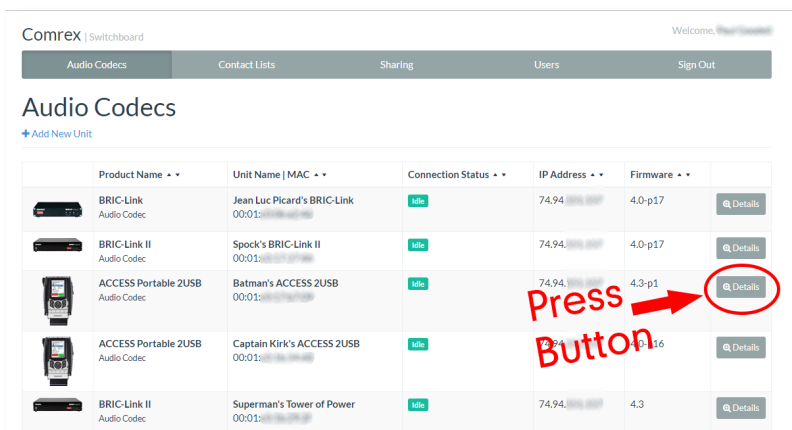 Comrex | Switchboard
Welcome,
Audio Codecs Contact Lists Sharing Users Sign Out
Audio Codecs
+ Add New Unit
Product Name Unit Name | MAC Connection Status IP Address Firmware
BRIC-Link Jean Luc Picard's BRIC-Link Idle 74.94. 4.0-p17 Details
Audio Codec 00:01:
BRIC-Link II Spock's BRIC-Link II Idle 74.94. 4.0-p17 Details
Audio Codec 00:01:
ACCESS Portable 2USB Batman's ACCESS 2USB Idle 74.94. 4.3-p1 Details
Audio Codec 00:01:
Press
Button
ACCESS Portable 2USB Captain Kirk's ACCESS 2USB Idle 74.94. Details
Audio Codec 00:01:
BRIC-Link II Superman's Tower of Power Idle 74.94. 4.3 Details
Audio Codec 00:01: